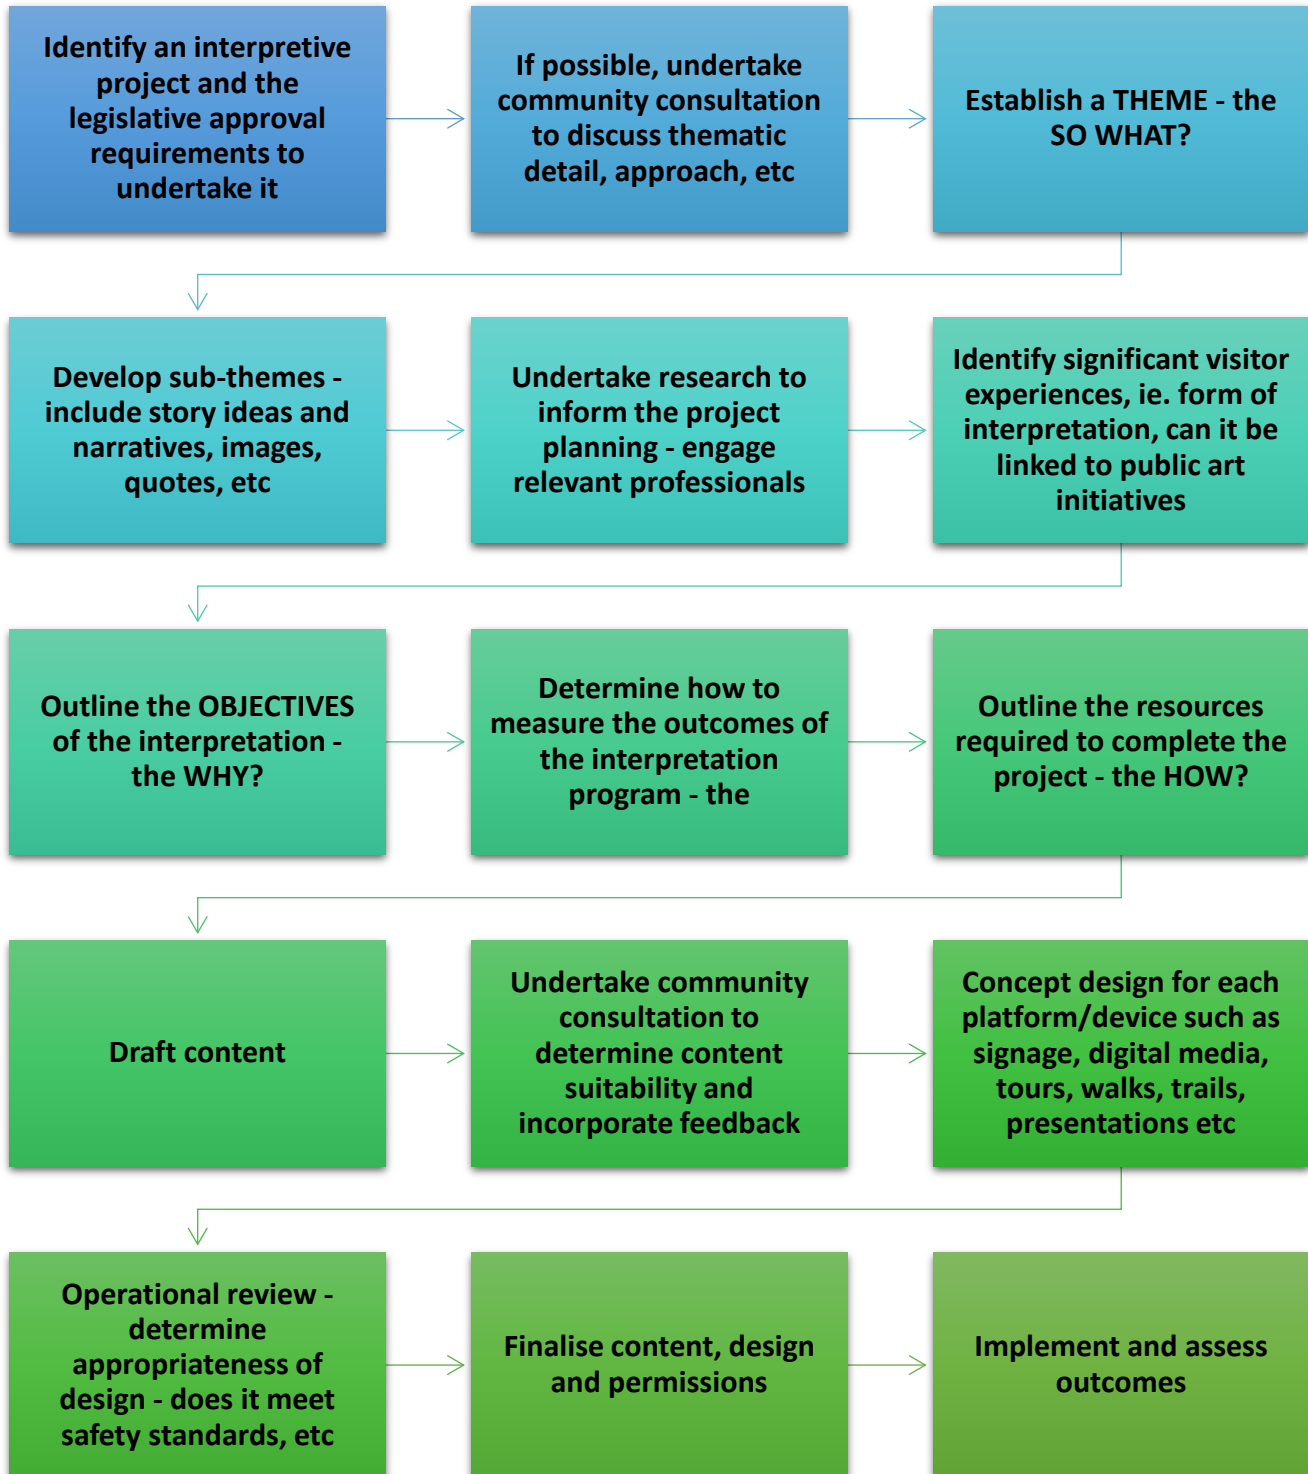 Identify an interpretive
project and the
legislative approval
requirements to
undertake it
If possible, undertake
community consultation
to discuss thematic
detail, approach, etc
Establish a THEME - the
SO WHAT?
Develop sub-themes -
include story ideas and
narratives, images,
quotes, etc
Undertake research to
inform the project
planning - engage
relevant professionals
Identify significant visitor
experiences, ie. form of
interpretation, can it be
linked to public art
initiatives
Outline the OBJECTIVES
of the interpretation -
the WHY?
Determine how to
measure the outcomes of
the interpretation
program - the
Outline the resources
required to complete the
project - the HOW?
Draft content
Undertake community
consultation to
determine content
suitability and
incorporate feedback
Concept design for each
platform/device such as
signage, digital media,
tours, walks, trails,
presentations etc
Operational review -
determine
appropriateness of
design - does it meet
safety standards, etc
Finalise content, design
and permissions
Implement and assess
outcomes